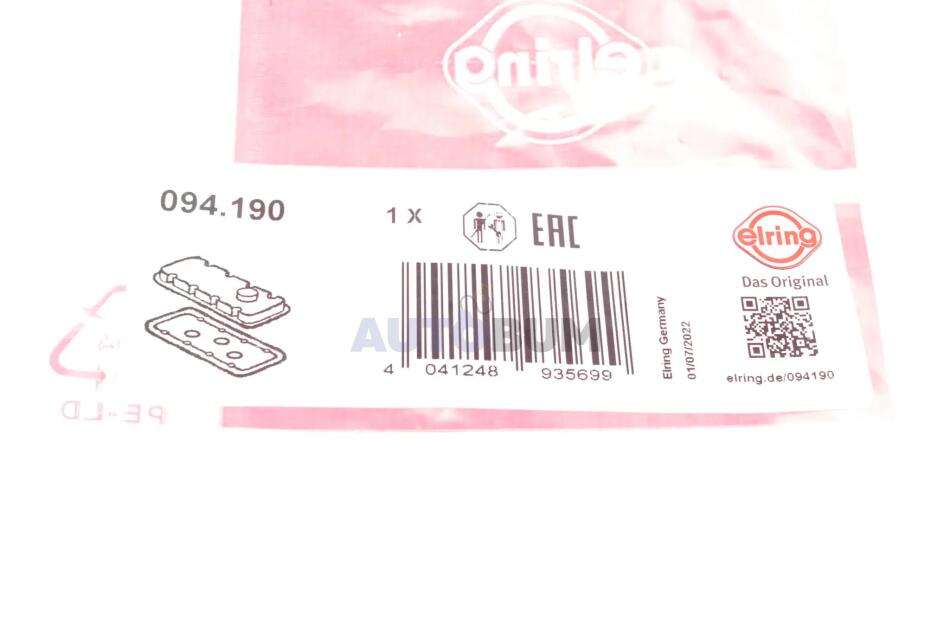 elring
094.190
1 X
EAC
elring
Das Original
AUTOBUM
4 041248 935699
Elring Germany
01/07/2022
elring.de/094190
PE-LD